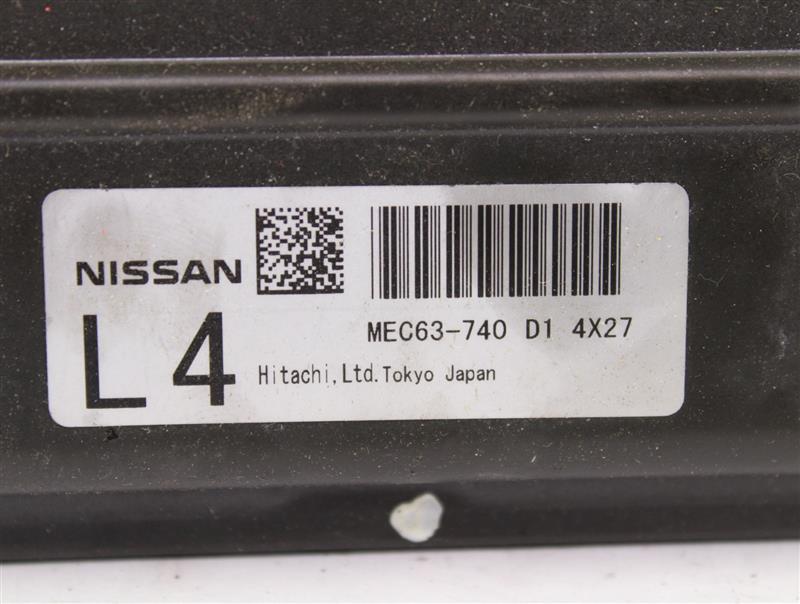 NISSAN
MEC63-740 D1 4X27
L4
Hitachi,Ltd.Tokyo Japan